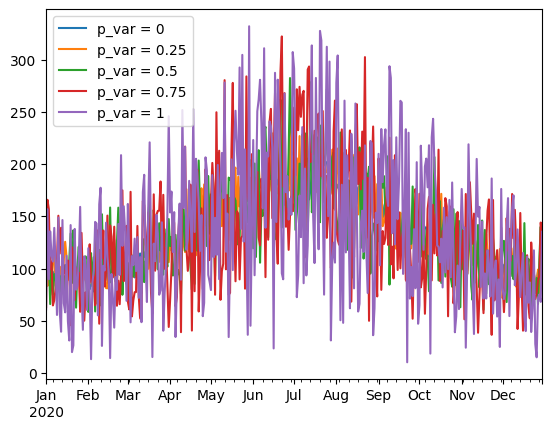 p_var = 0
p_var = 0.25
p_var = 0.5
p_var = 0.75
p_var = 1
300
250
200
150
100
50
0
Jan Feb Mar Apr May Jun Jul Aug Sep Oct Nov Dec
2020